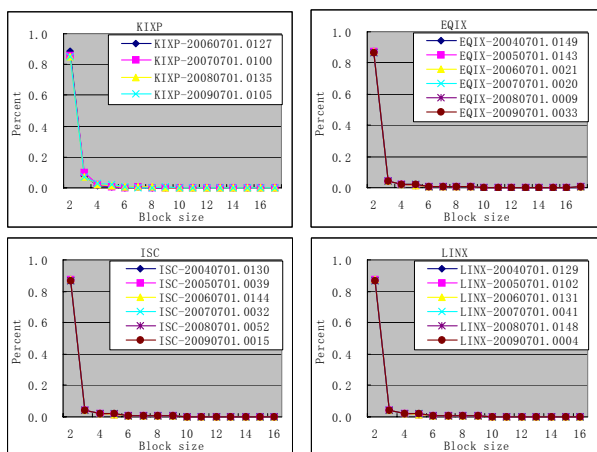 KIXP
1.0
0.8
0.6
0.4
0.2
0.0
Percent
KIXP-20060701.0127
KIXP-20070701.0100
KIXP-20080701.0135
KIXP-20090701.0105
2 4 6 8 10 12 14 16
Block size
EQIX
1.0
0.8
0.6
0.4
0.2
0.0
Percent
EQIX-20040701.0149
EQIX-20050701.0143
EQIX-20060701.0021
EQIX-20070701.0020
EQIX-20080701.0009
EQIX-20090701.0033
2 4 6 8 10 12 14 16
Block size
ISC
1.0
0.8
0.6
0.4
0.2
0.0
Percent
ISC-20040701.0130
ISC-20050701.0039
ISC-20060701.0144
ISC-20070701.0032
ISC-20080701.0052
ISC-20090701.0015
2 4 6 8 10 12 14 16
Block size
LINX
1.0
0.8
0.6
0.4
0.2
0.0
Percent
LINX-20040701.0129
LINX-20050701.0102
LINX-20060701.0131
LINX-20070701.0041
LINX-20080701.0148
LINX-20090701.0004
2 4 6 8 10 12 14 16
Block size